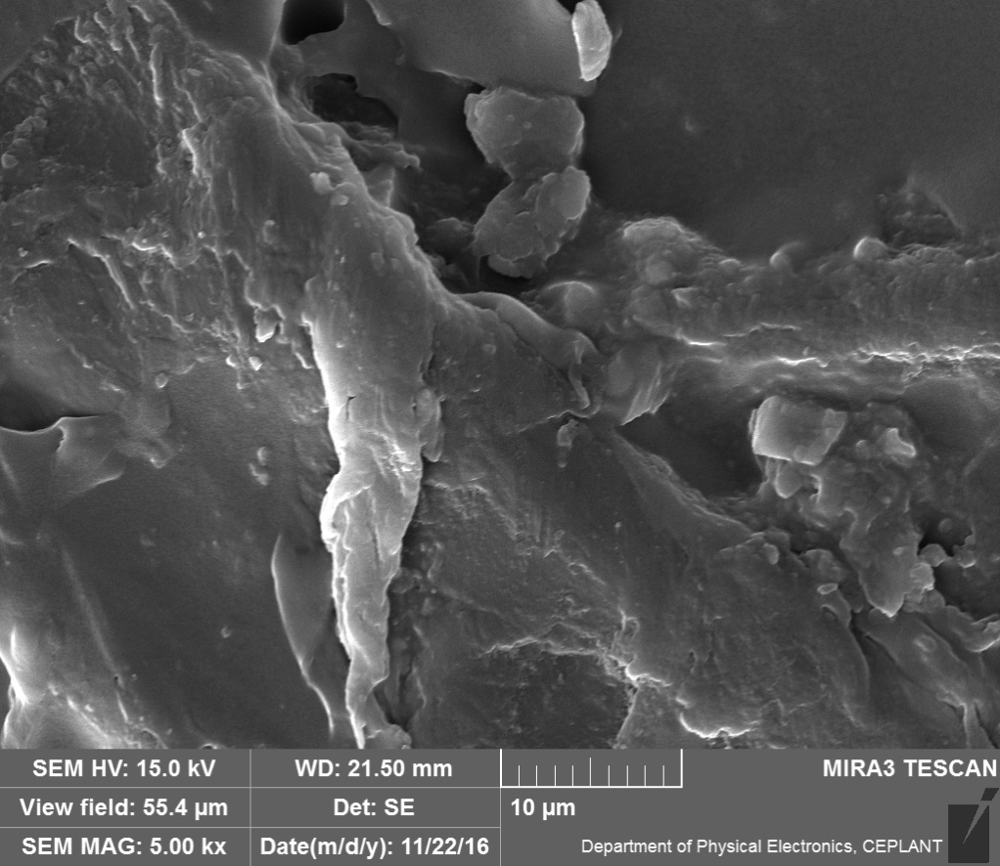 SEM HV: 15.0 kV
WD: 21.50 mm
MIRA3 TESCAN
View field: 55.4 µm
Det: SE
10 µm
SEM MAG: 5.00 kx
Date(m/d/y): 11/22/16
Department of Physical Electronics, CEPLANT